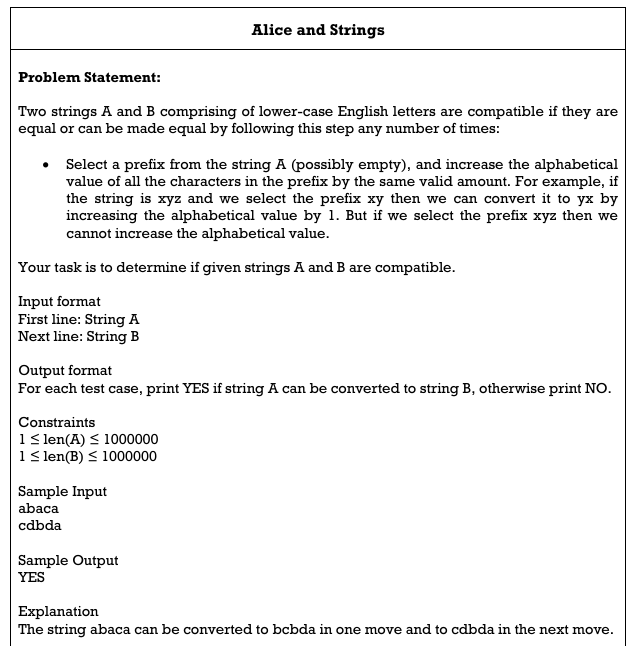 Alice and Strings
Problem Statement:
Two strings A and B comprising of lower-case English letters are compatible if they are
equal or can be made equal by following this step any number of times:
• Select a prefix from the string A (possibly empty), and increase the alphabetical
value of all the characters in the prefix by the same valid amount. For example, if
the string is xyz and we select the prefix xy then we can convert it to yx by
increasing the alphabetical value by 1. But if we select the prefix xyz then we
cannot increase the alphabetical value.
Your task is to determine if given strings A and B are compatible.
Input format
First line: String A
Next line: String B
Output format
For each test case, print YES if string A can be converted to string B, otherwise print NO.
Constraints
1 ≤ len(A) ≤ 1000000
1 ≤ len(B) ≤ 1000000
Sample Input
abaca
cdbda
Sample Output
YES
Explanation
The string abaca can be converted to bcbda in one move and to cdbda in the next move.